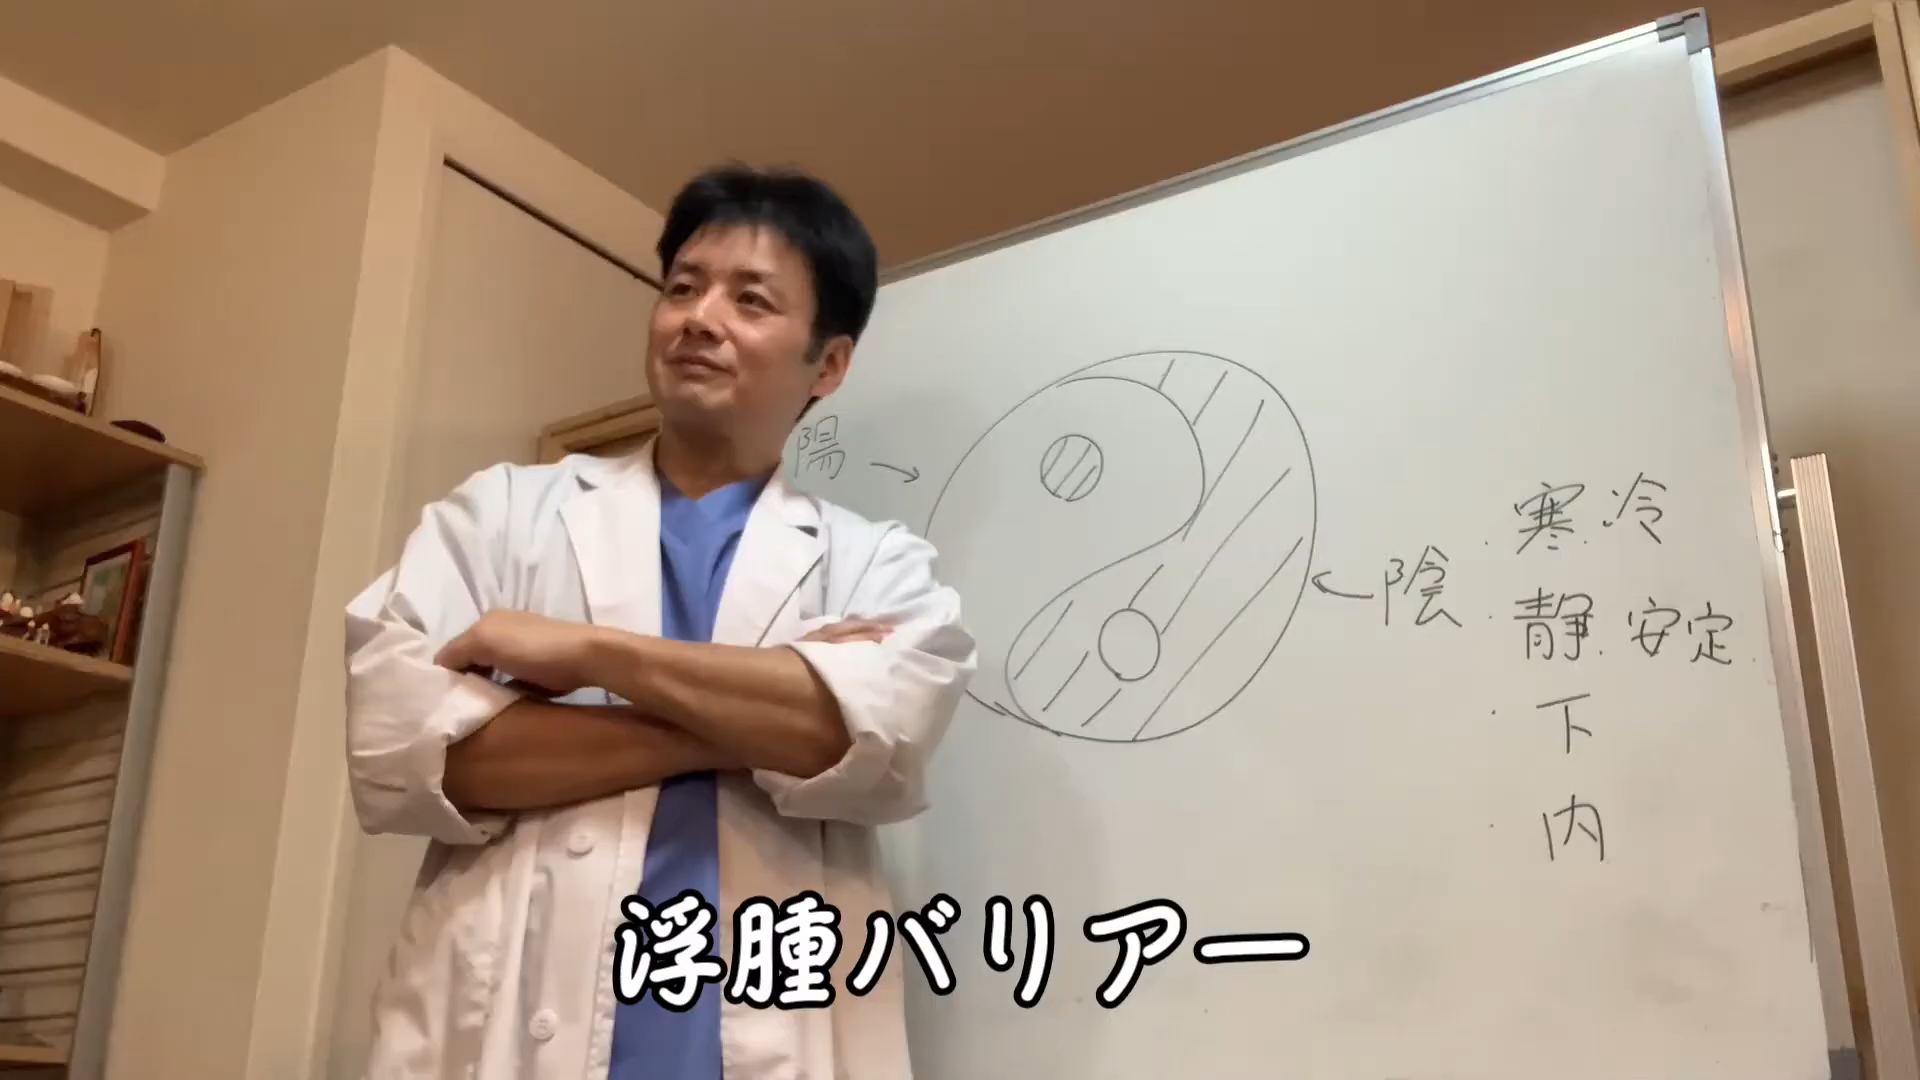 陽 →
← 陰
・寒.冷
・静.安定.
・下
・内
浮腫バリアー